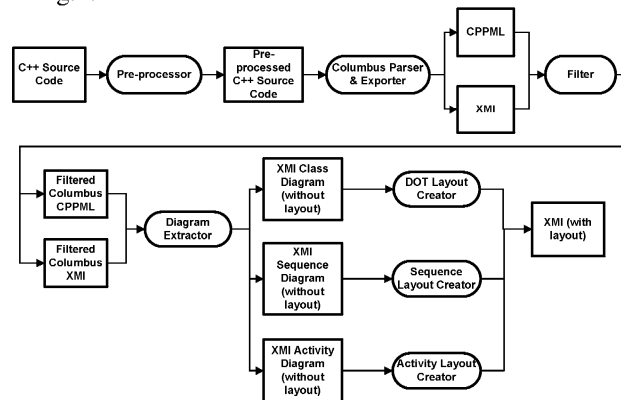 C++ Source
Code
Pre-processor
Pre-
processed
C++ Source
Code
Columbus Parser
& Exporter
CPPML
XMI
Filter
Filtered
Columbus
CPPML
Filtered
Columbus
XMI
Diagram
Extractor
XMI Class
Diagram
(without
layout)
XMI
Sequence
Diagram
(without
layout)
XMI Activity
Diagram
(without
layout)
DOT Layout
Creator
Sequence
Layout Creator
Activity Layout
Creator
XMI (with
layout)